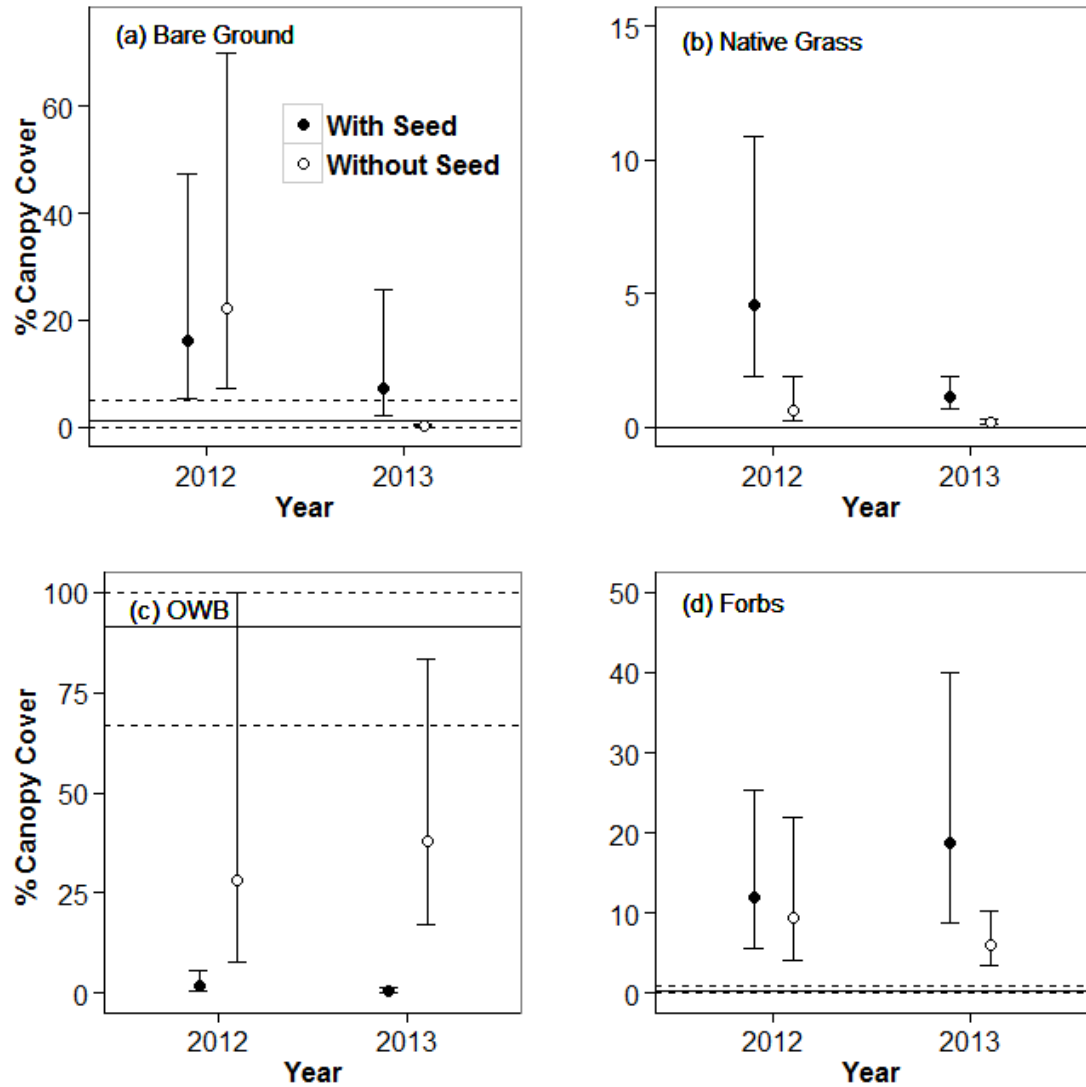 (a) Bare Ground
With Seed
Without Seed
% Canopy Cover
60
40
20
0
2012 2013
Year
(b) Native Grass
15
10
5
0
2012 2013
Year
(c) OWB
% Canopy Cover
100
75
50
25
0
2012 2013
Year
(d) Forbs
50
40
30
20
10
0
2012 2013
Year